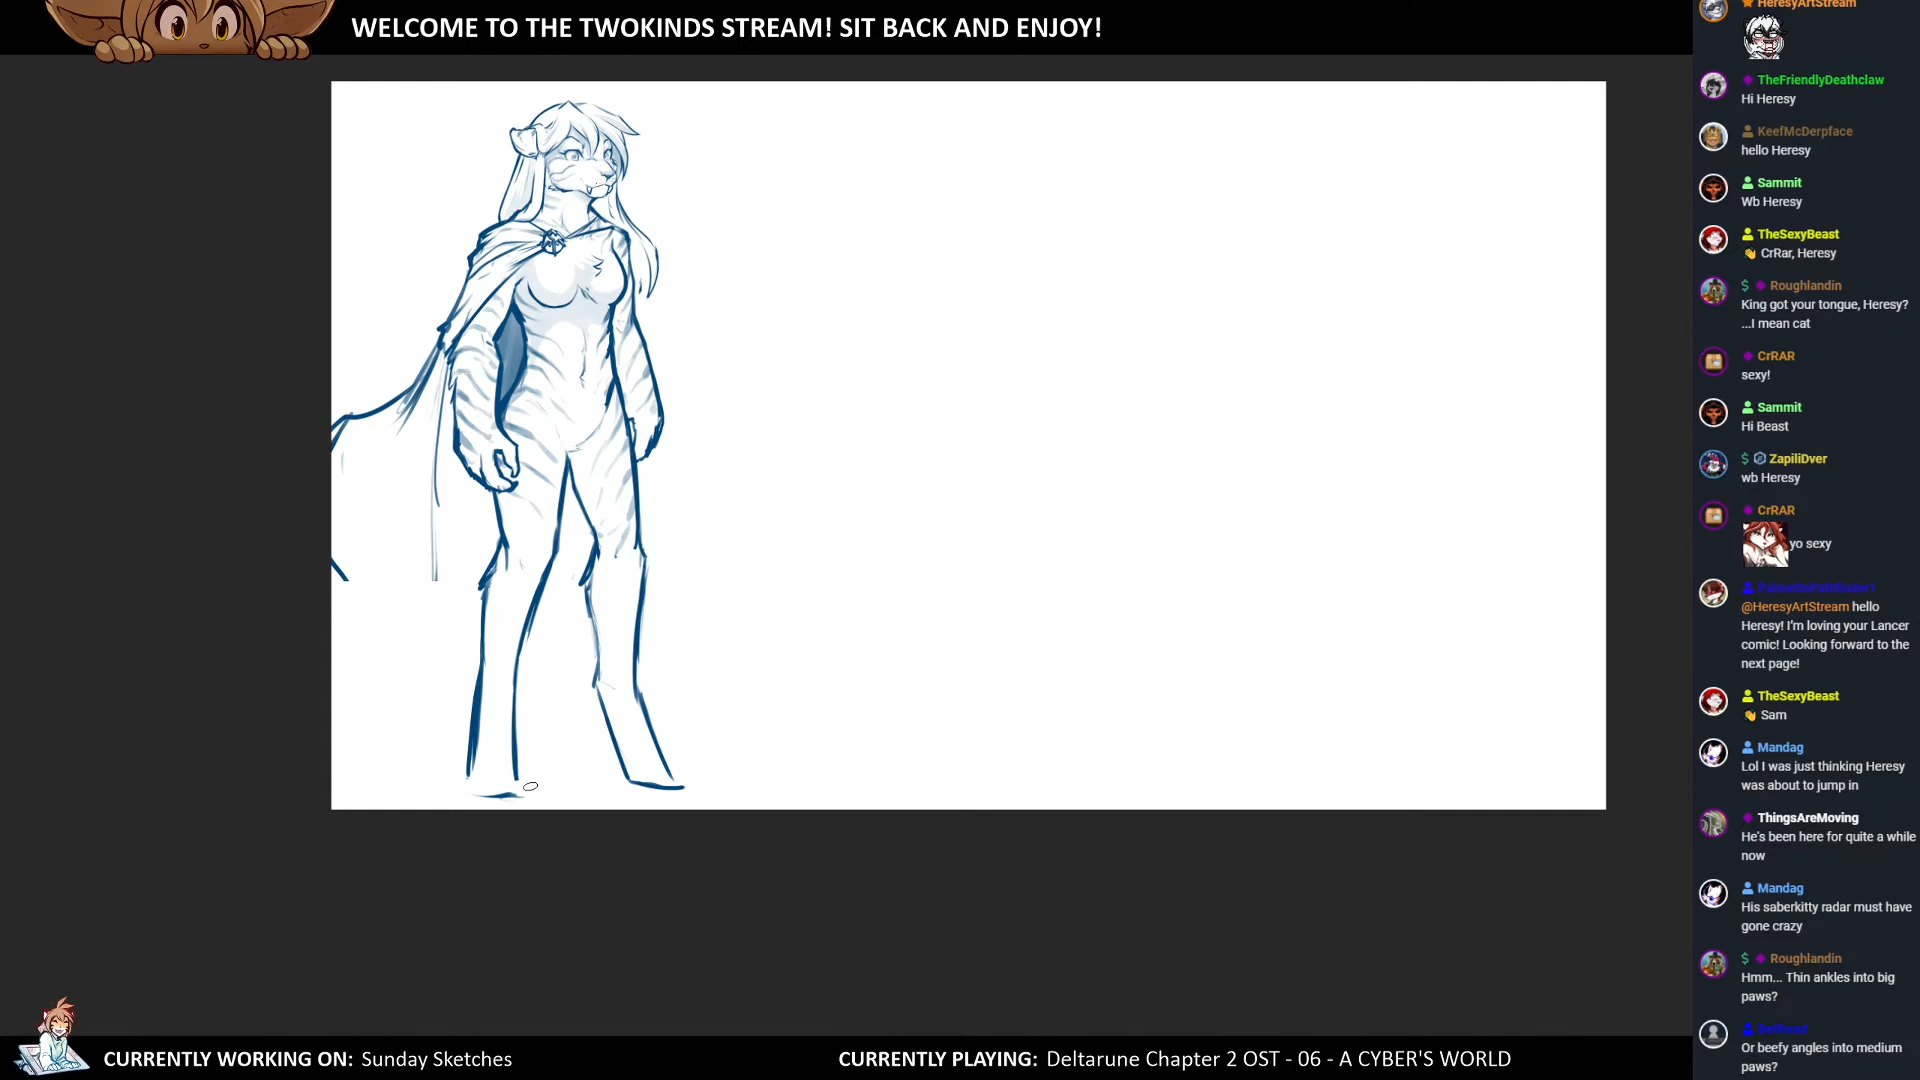 WELCOME TO THE TWOKINDS STREAM! SIT BACK AND ENJOY!
HeresyArtStream
TheFriendlyDeathclaw
Hi Heresy
KeefMcDerpface
hello Heresy
Sammit
Wb Heresy
TheSexyBeast
👋 CrRar, Heresy
Roughlandin
King got your tongue, Heresy?
...I mean cat
CrRAR
sexy!
Sammit
Hi Beast
ZapiliDver
wb Heresy
CrRAR
yo sexy
@HeresyArtStream hello
Heresy! I'm loving your Lancer
comic! Looking forward to the
next page!
TheSexyBeast
👋 Sam
Mandag
Lol I was just thinking Heresy
was about to jump in
ThingsAreMoving
He's been here for quite a while
now
Mandag
His saberkitty radar must have
gone crazy
Roughlandin
Hmm... Thin ankles into big
paws?
Or beefy angles into medium
paws?
CURRENTLY WORKING ON: Sunday Sketches
CURRENTLY PLAYING: Deltarune Chapter 2 OST - 06 - A CYBER'S WORLD